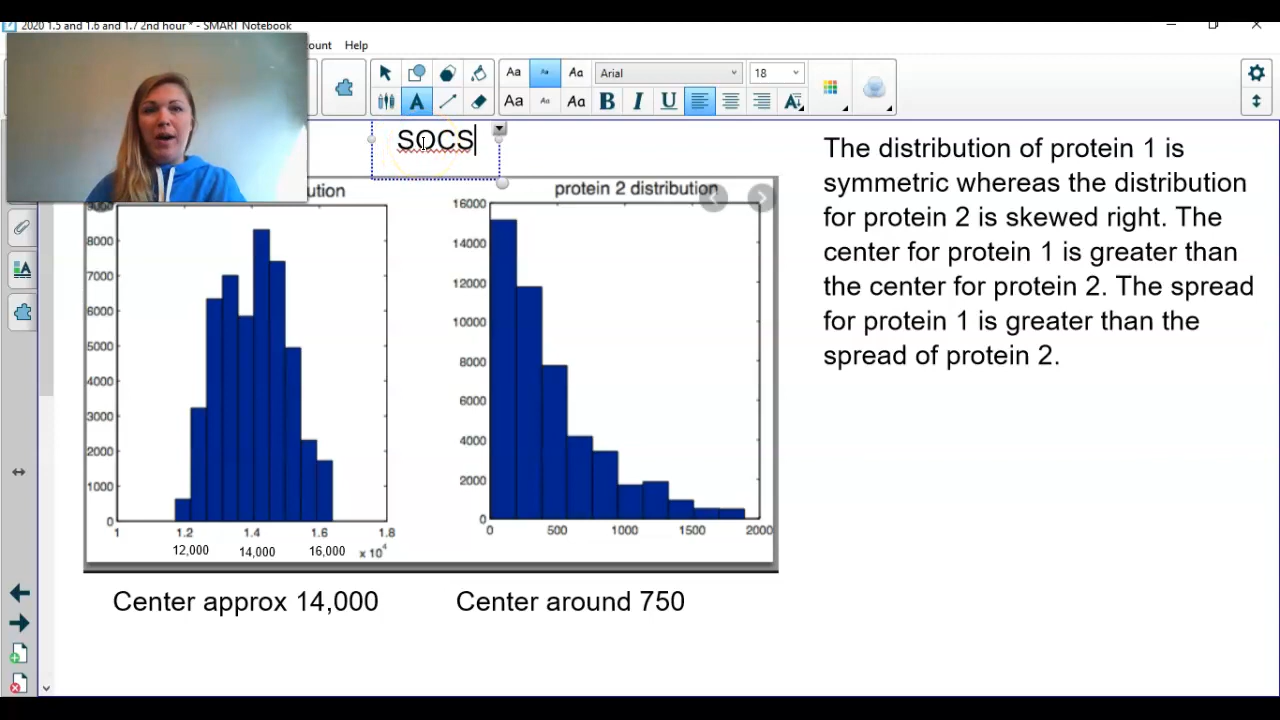 2020 1.5 and 1.6 and 1.7 2nd hour * - SMART Notebook
ount Help
Arial 18
SOCS
ution
9000
8000
7000
6000
5000
4000
3000
2000
1000
0
1 1.2 1.4 1.6 1.8
12,000 14,000 16,000 x 10⁴
protein 2 distribution
16000
14000
12000
10000
8000
6000
4000
2000
0
0 500 1000 1500 2000
Center approx 14,000
Center around 750
The distribution of protein 1 is
symmetric whereas the distribution
for protein 2 is skewed right. The
center for protein 1 is greater than
the center for protein 2. The spread
for protein 1 is greater than the
spread of protein 2.